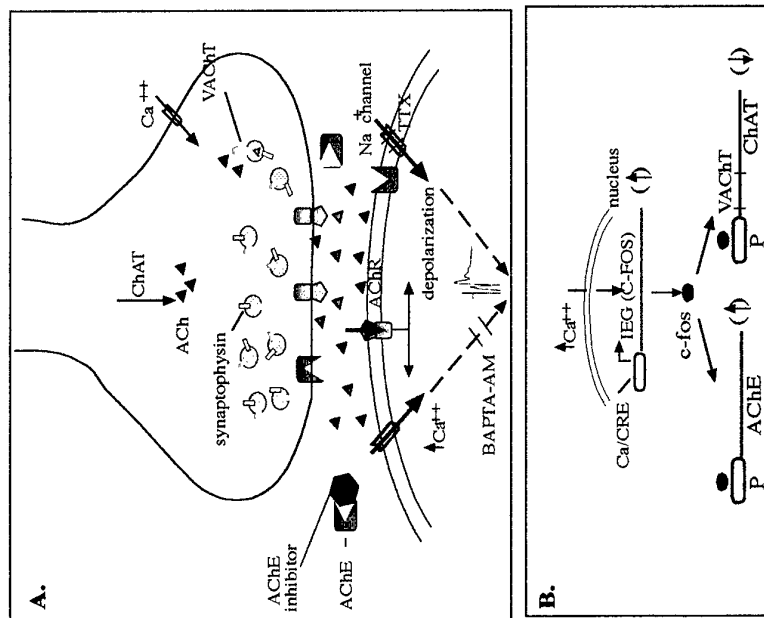 A.
Ca++
VAChT
ChAT
ACh
synaptophysin
Na+ channel
TTX
AChR
depolarization
AChE
inhibitor
AChE
Ca++
BAPTA-AM
B.
Ca++
nucleus
Ca/CRE
IEG (C-FOS)
(↑)
c-fos
P
AChE
(↑)
P
VAChT
ChAT
(↓)